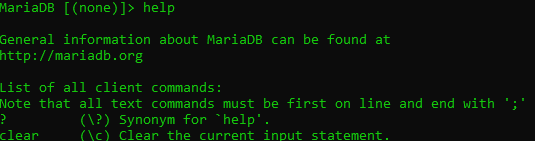 MariaDB [(none)]> help
General information about MariaDB can be found at
http://mariadb.org
List of all client commands:
Note that all text commands must be first on line and end with ';'
?         (\?) Synonym for `help'.
clear     (\c) Clear the current input statement.